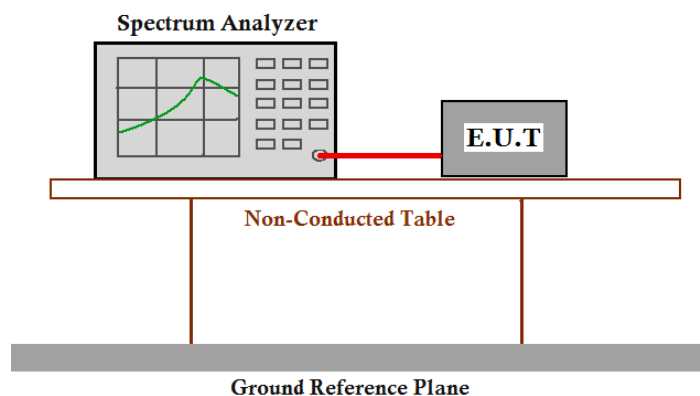 Spectrum Analyzer
E.U.T
Non-Conducted Table
Ground Reference Plane